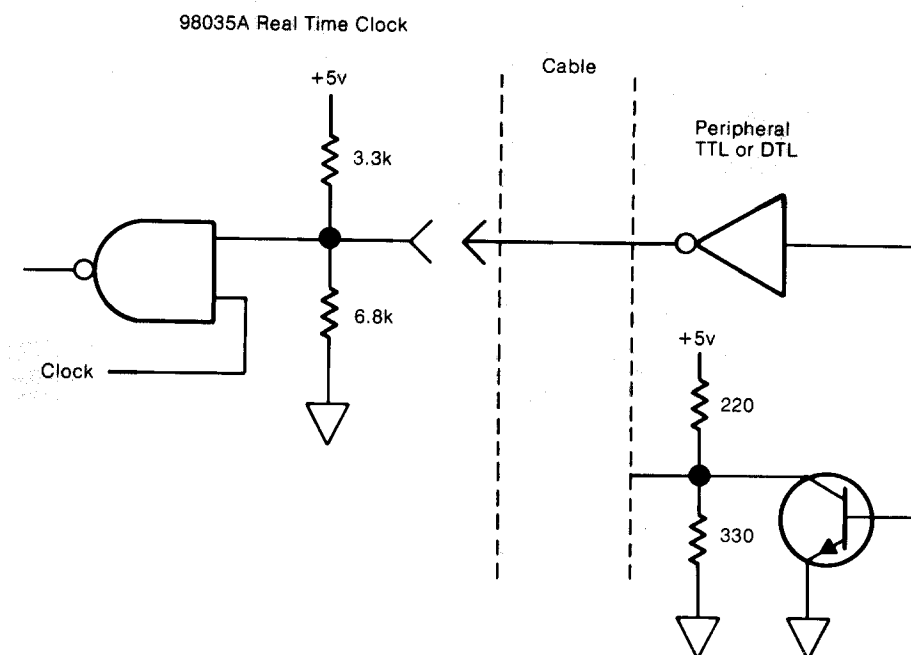 98035A Real Time Clock
Cable
+5v
Peripheral
TTL or DTL
3.3k
6.8k
Clock
+5v
220
330